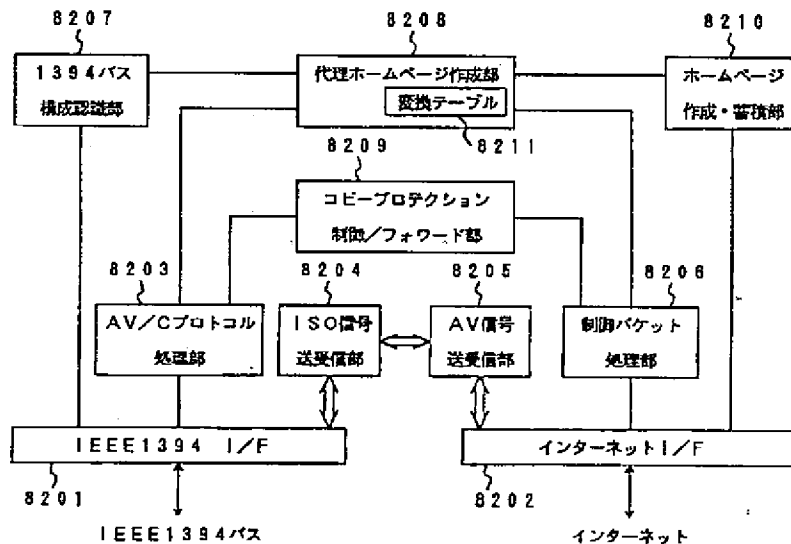 8207
8208
8210
1394バス
構成認識部
代理ホームページ作成部
変換テーブル
ホームページ
作成・蓄積部
8211
8209
コピープロテクション
制御/フォワード部
8203
8204
8205
8206
AV/Cプロトコル
処理部
ISO信号
送受信部
AV信号
送受信部
制御パケット
処理部
IEEE1394 I/F
インターネットI/F
8201
8202
IEEE1394バス
インターネット